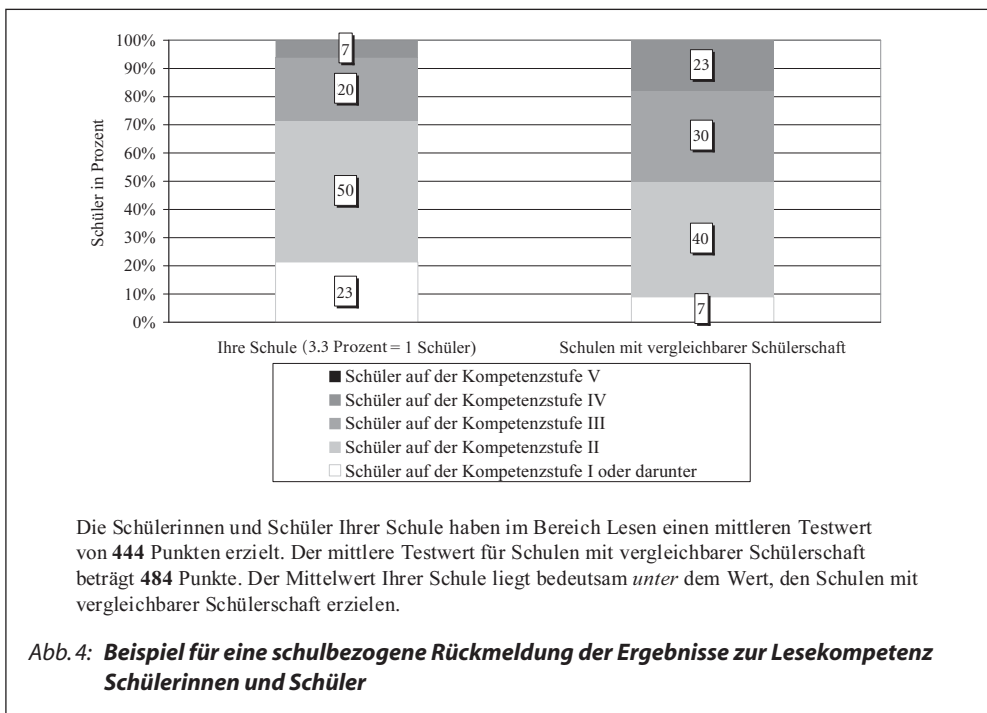 100%
90%
80%
70%
60%
50%
40%
30%
20%
10%
0%
Schüler in Prozent
7
20
50
23
23
30
40
7
Ihre Schule (3.3 Prozent = 1 Schüler)
Schulen mit vergleichbarer Schülerschaft
Schüler auf der Kompetenzstufe V
Schüler auf der Kompetenzstufe IV
Schüler auf der Kompetenzstufe III
Schüler auf der Kompetenzstufe II
Schüler auf der Kompetenzstufe I oder darunter
Die Schülerinnen und Schüler Ihrer Schule haben im Bereich Lesen einen mittleren Testwert
von 444 Punkten erzielt. Der mittlere Testwert für Schulen mit vergleichbarer Schülerschaft
beträgt 484 Punkte. Der Mittelwert Ihrer Schule liegt bedeutsam unter dem Wert, den Schulen mit
vergleichbarer Schülerschaft erzielen.
Abb. 4: Beispiel für eine schulbezogene Rückmeldung der Ergebnisse zur Lesekompetenz
Schülerinnen und Schüler